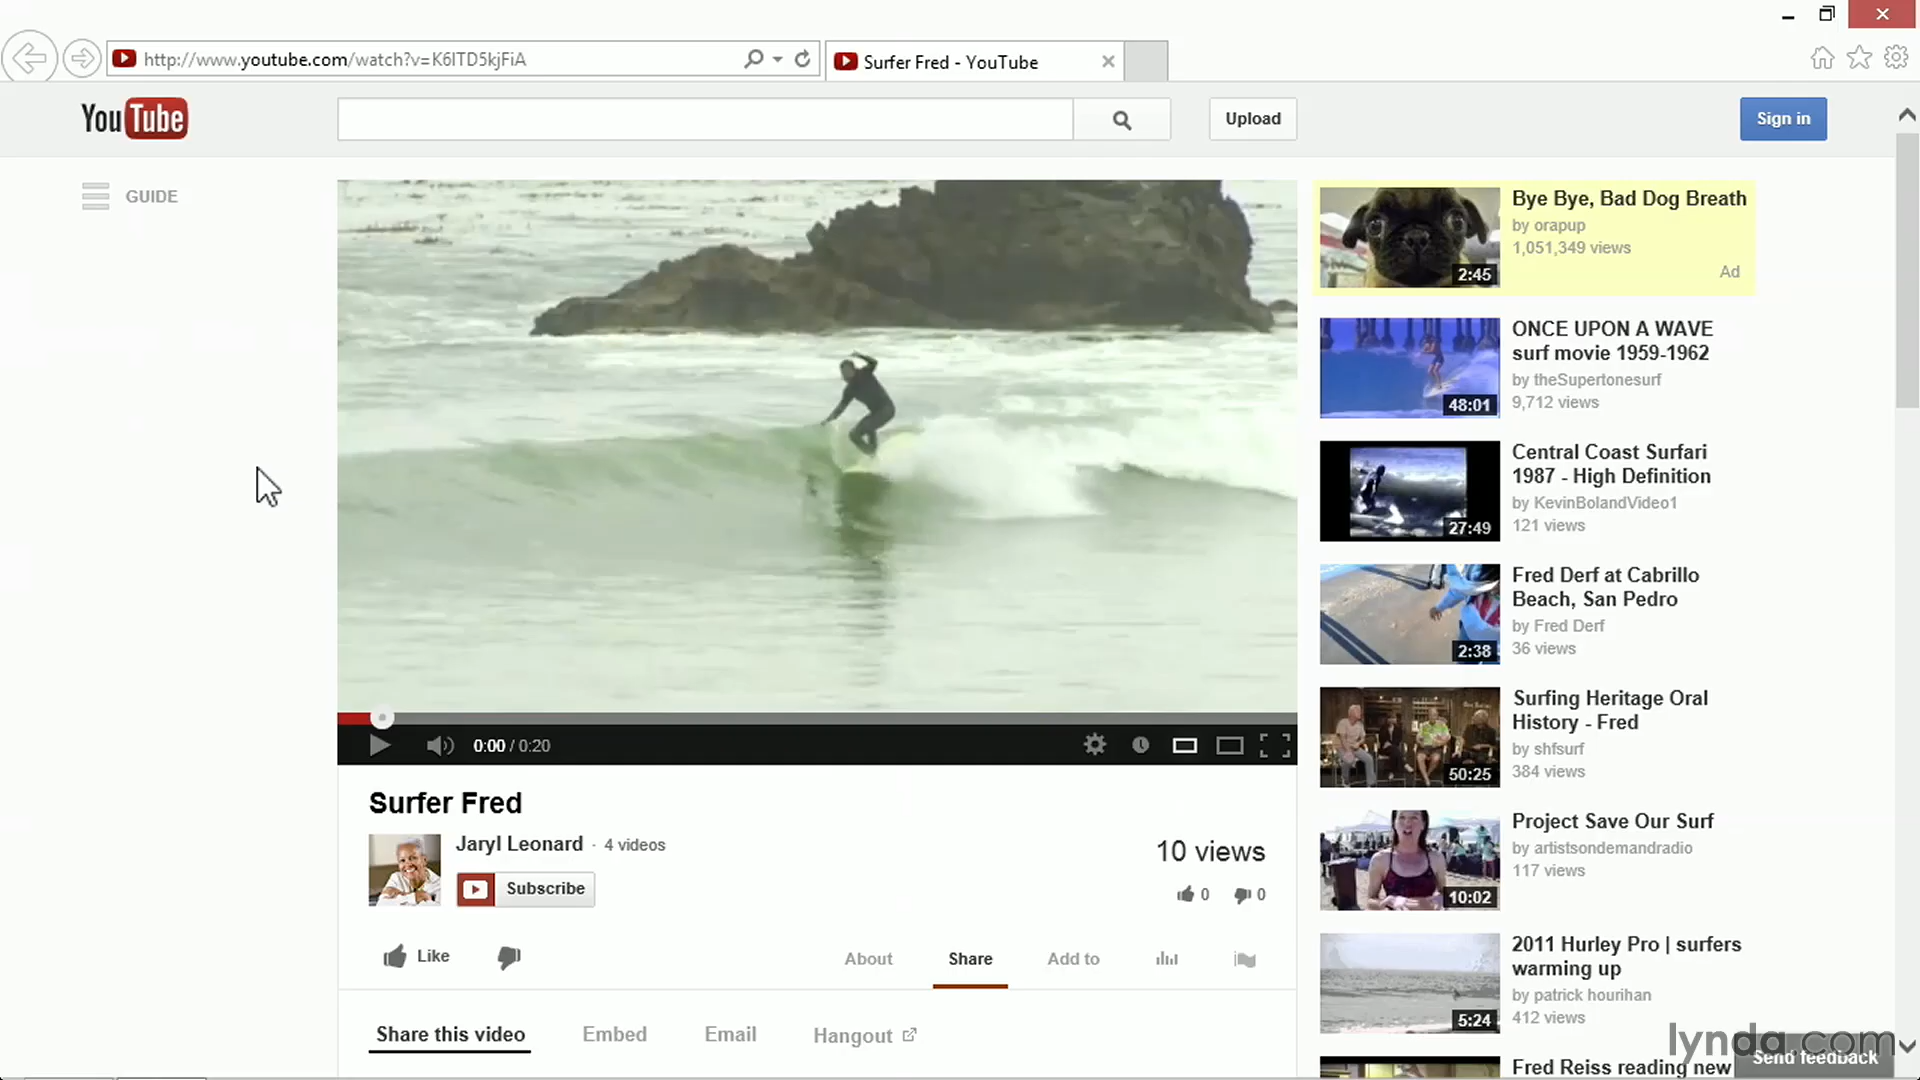 http://www.youtube.com/watch?v=K6lTD5kjFiA
Surfer Fred - YouTube
YouTube
Upload
Sign in
GUIDE
Bye Bye, Bad Dog Breath
by orapup
1,051,349 views
Ad
2:45
ONCE UPON A WAVE
surf movie 1959-1962
by theSupertonesurf
9,712 views
48:01
Central Coast Surfari
1987 - High Definition
by KevinBolandVideo1
121 views
27:49
Fred Derf at Cabrillo
Beach, San Pedro
by Fred Derf
36 views
2:38
Surfing Heritage Oral
History - Fred
by shfsurf
384 views
50:25
Project Save Our Surf
by artistsondemandradio
117 views
10:02
2011 Hurley Pro | surfers
warming up
by patrick hourihan
412 views
5:24
Fred Reiss reading new
0:00 / 0:20
Surfer Fred
Jaryl Leonard · 4 videos
Subscribe
10 views
0 0
Like
About Share Add to
Share this video Embed Email Hangout
lynda.com
Send feedback